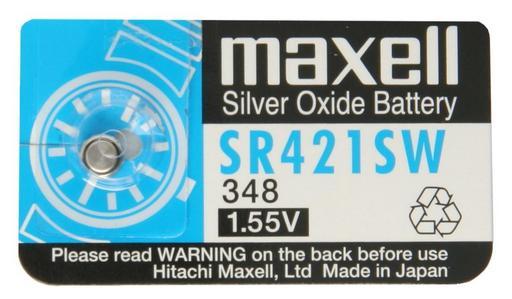 maxell
Silver Oxide Battery
SR421SW
348
1.55V
Please read WARNING on the back before use
Hitachi Maxell, Ltd Made in Japan